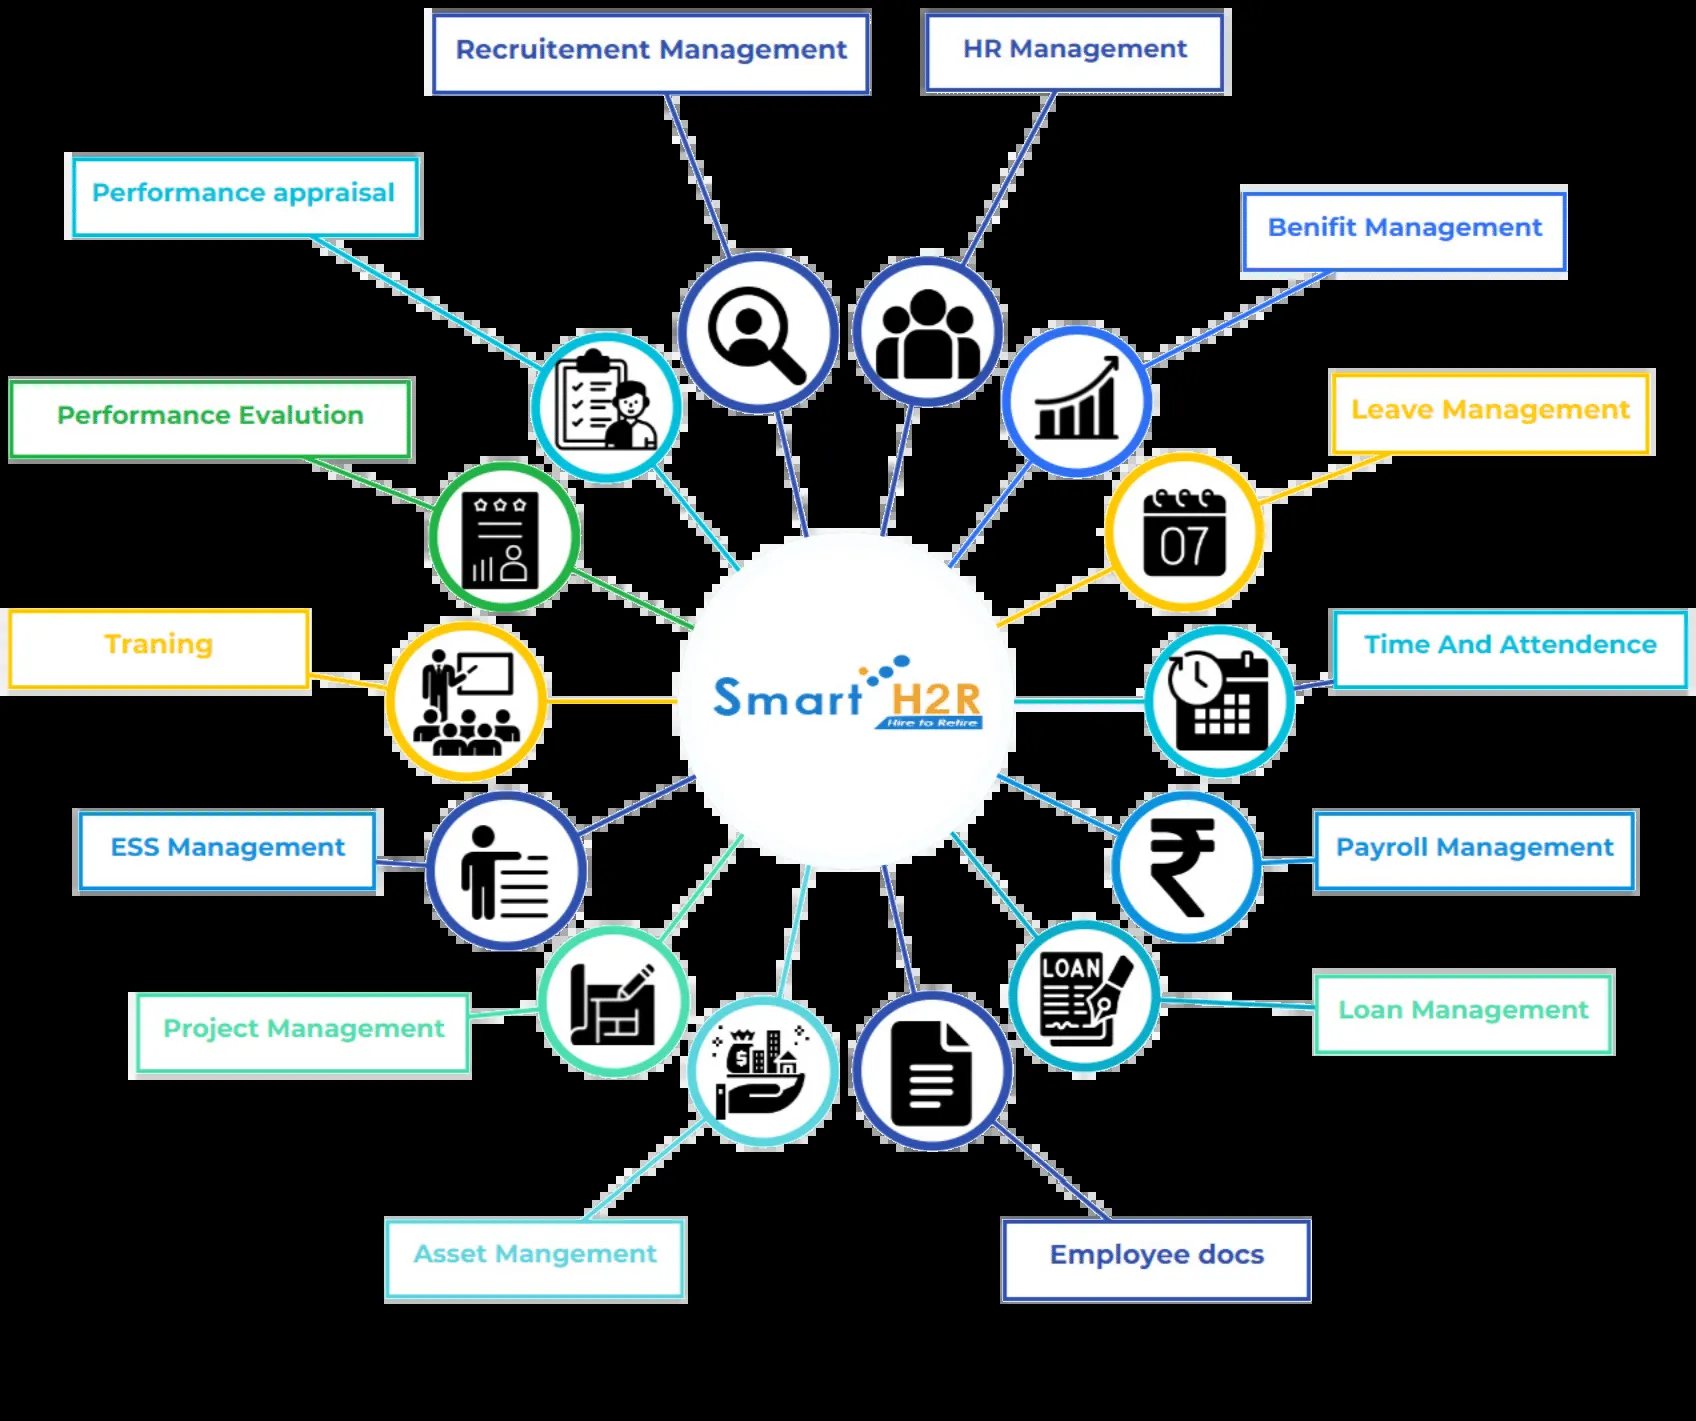 Recruitement Management
HR Management
Performance appraisal
Benifit Management
Performance Evalution
Leave Management
07
Traning
Time And Attendence
Smart H2R
Hire to Retire
ESS Management
Payroll Management
LOAN
Project Management
Loan Management
$
Asset Mangement
Employee docs